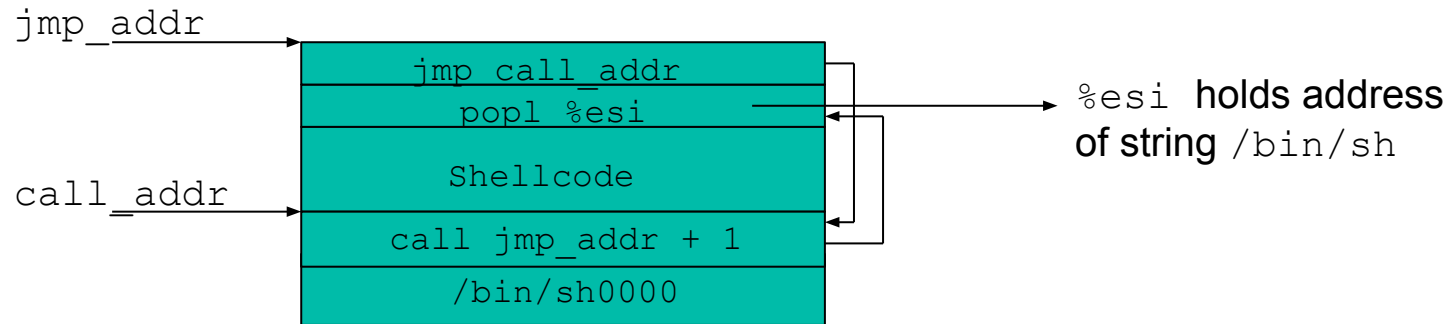 jmp_addr
jmp call_addr
popl %esi
%esi holds address
of string /bin/sh
Shellcode
call_addr
call jmp_addr + 1
/bin/sh0000